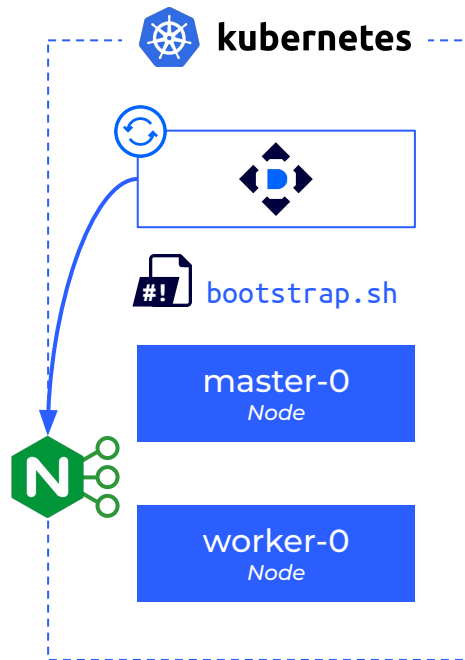 kubernetes
D
#!
bootstrap.sh
master-0
Node
N
worker-0
Node